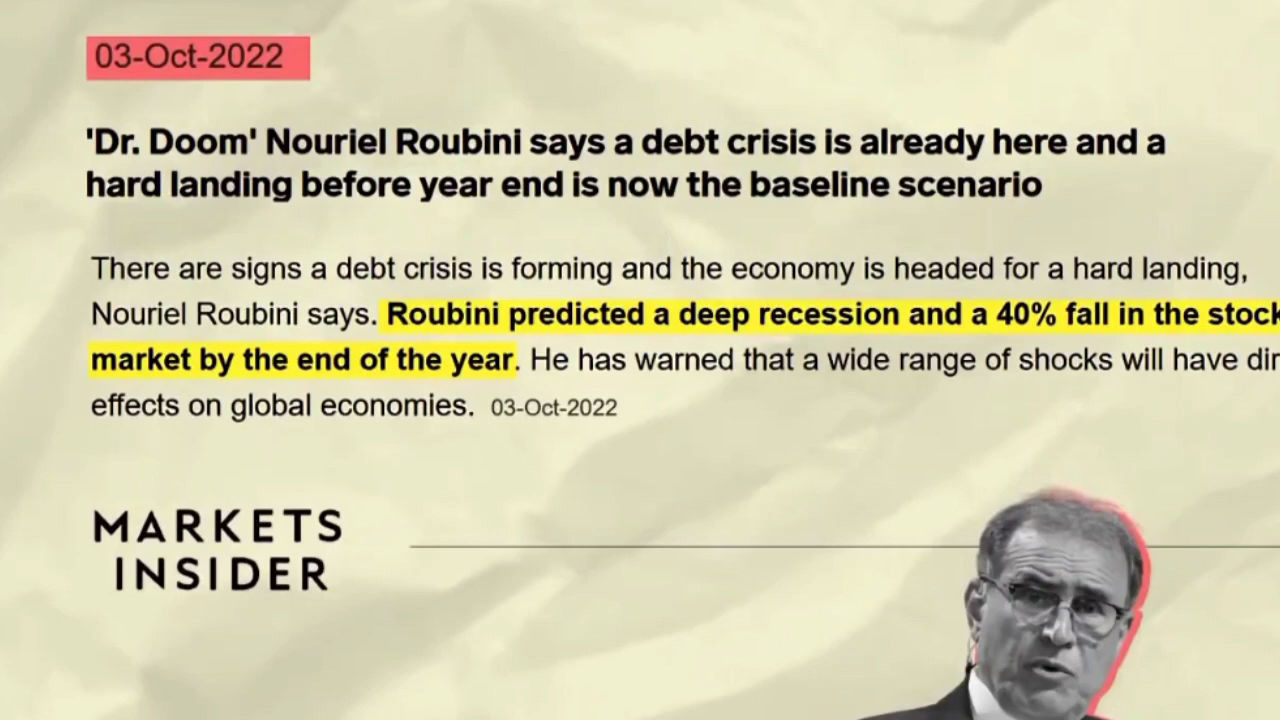 03-Oct-2022
'Dr. Doom' Nouriel Roubini says a debt crisis is already here and a
hard landing before year end is now the baseline scenario
There are signs a debt crisis is forming and the economy is headed for a hard landing,
Nouriel Roubini says. Roubini predicted a deep recession and a 40% fall in the stock
market by the end of the year. He has warned that a wide range of shocks will have
effects on global economies. 03-Oct-2022
MARKETS
INSIDER